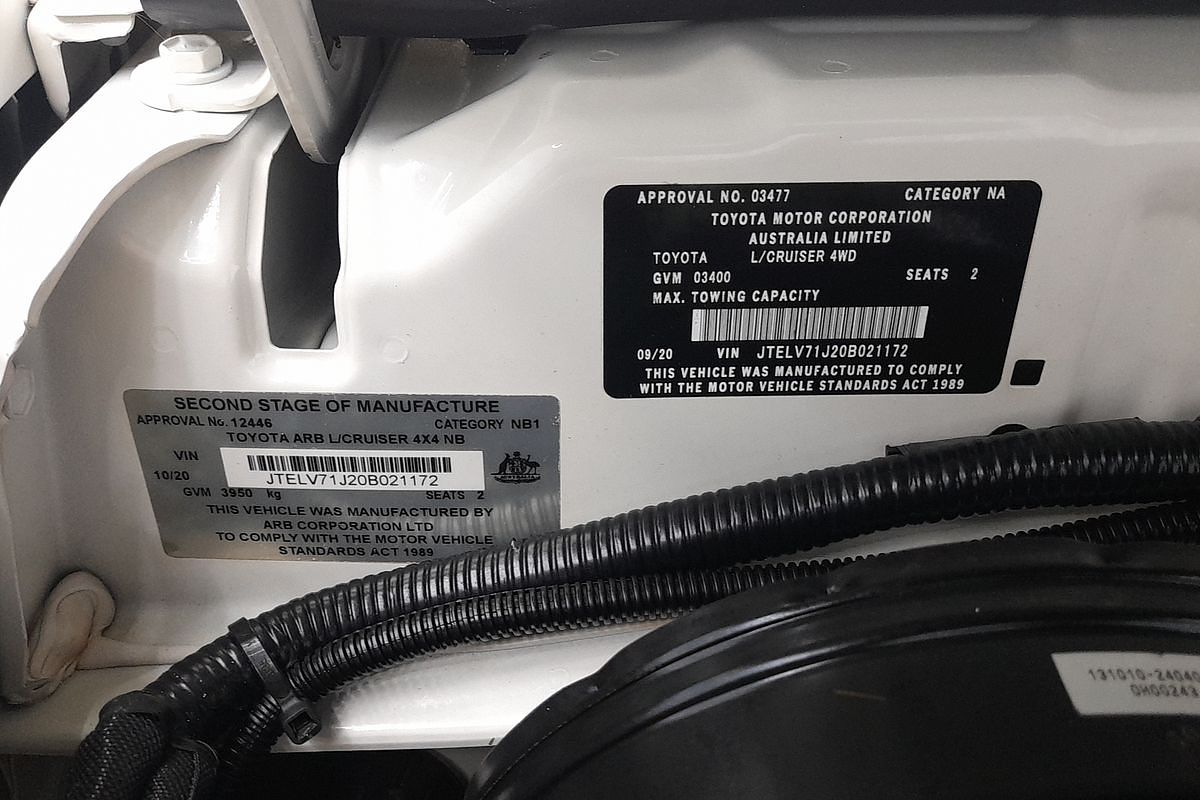 APPROVAL NO. 03477 CATEGORY NA
TOYOTA MOTOR CORPORATION
AUSTRALIA LIMITED
TOYOTA L/CRUISER 4WD
GVM 03400 SEATS 2
MAX. TOWING CAPACITY
09/20 VIN JTELV71J20B021172
THIS VEHICLE WAS MANUFACTURED TO COMPLY
WITH THE MOTOR VEHICLE STANDARDS ACT 1989
SECOND STAGE OF MANUFACTURE
APPROVAL No. 12446 CATEGORY NB1
TOYOTA ARB L/CRUISER 4X4 NB
VIN
10/20 JTELV71J20B021172
GVM 3950 kg SEATS 2
THIS VEHICLE WAS MANUFACTURED BY
ARB CORPORATION LTD
TO COMPLY WITH THE MOTOR VEHICLE
STANDARDS ACT 1989
131010-24040
0H00243